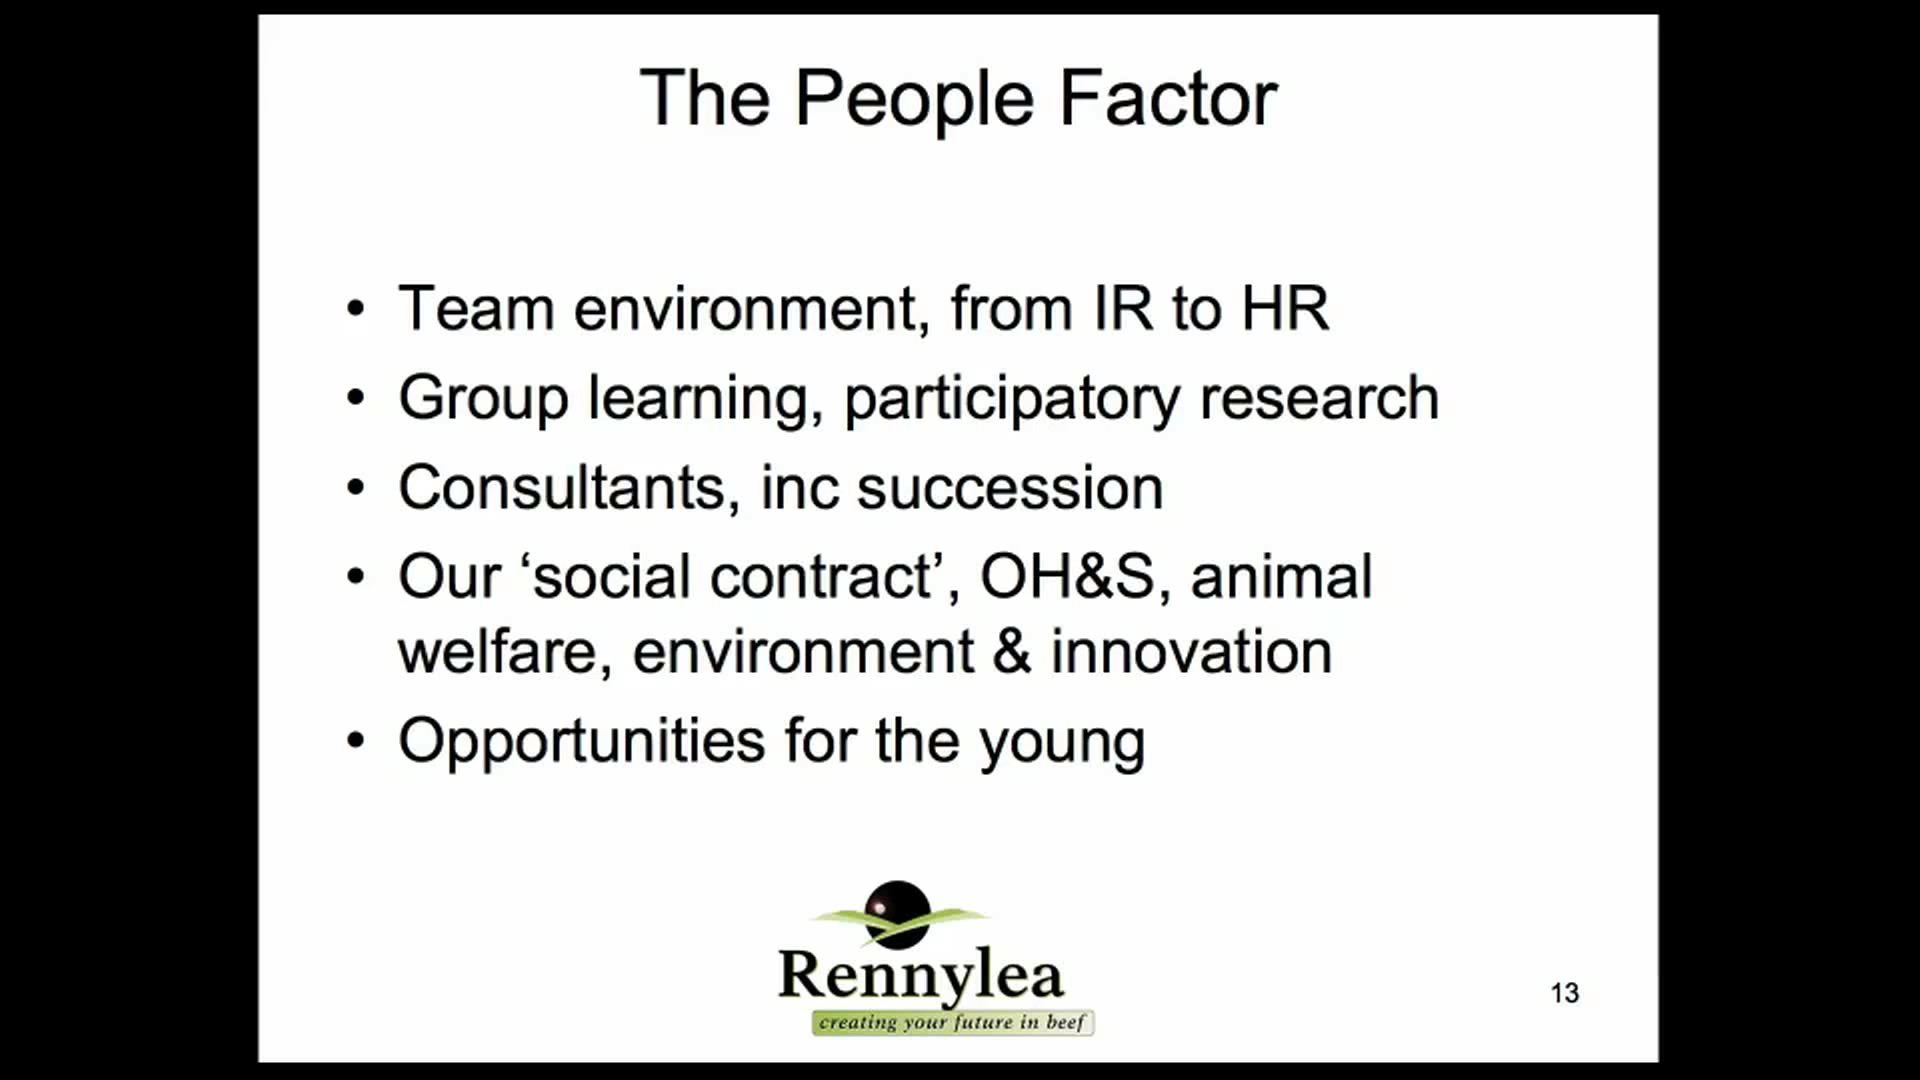 The People Factor
• Team environment, from IR to HR
• Group learning, participatory research
• Consultants, inc succession
• Our ‘social contract’, OH&S, animal
welfare, environment & innovation
• Opportunities for the young
Rennylea
creating your future in beef
13